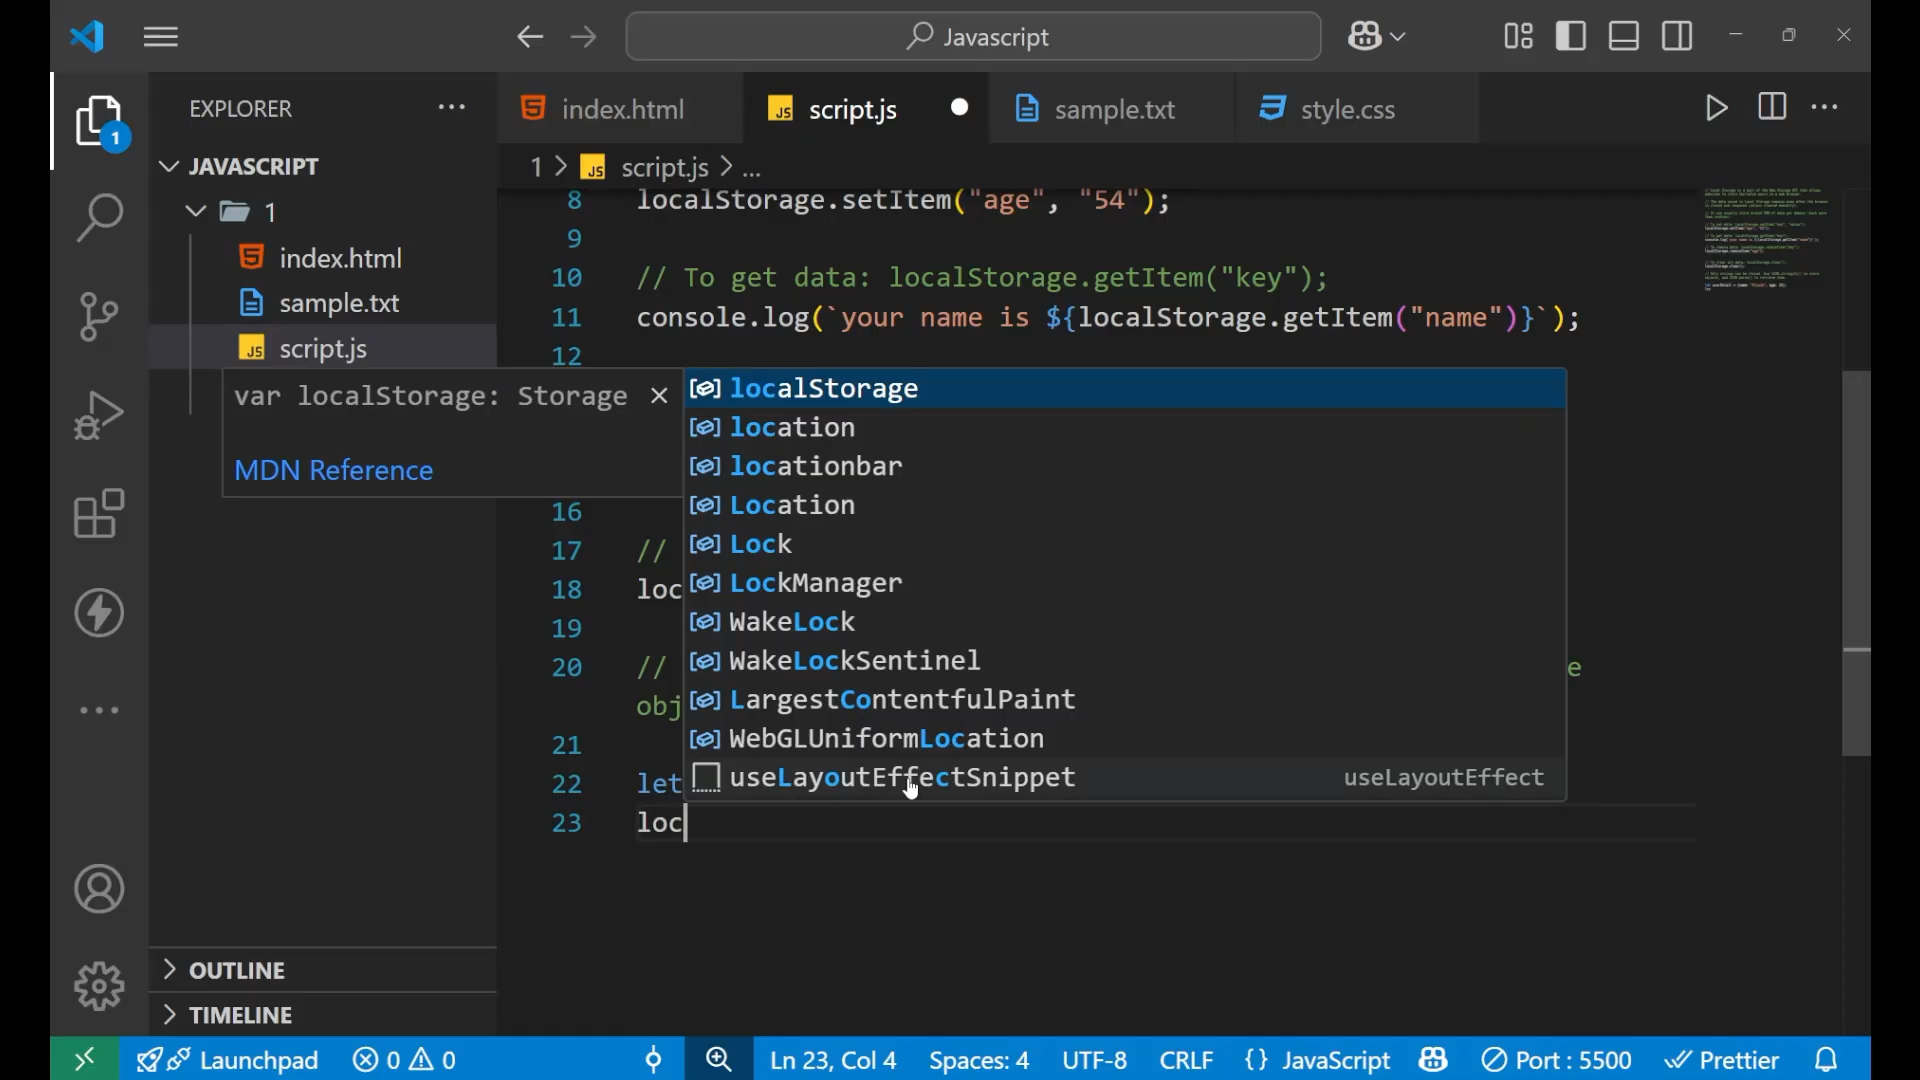 Javascript
1
EXPLORER
JAVASCRIPT
1
index.html
sample.txt
script.js
OUTLINE
TIMELINE
index.html
script.js
sample.txt
style.css
1 > script.js > ...
8 localStorage.setItem("age", "54");
9
10 // To get data: localStorage.getItem("key");
11 console.log(`your name is ${localStorage.getItem("name")}`);
12
var localStorage: Storage
MDN Reference
localStorage
location
locationbar
Location
Lock
LockManager
WakeLock
WakeLockSentinel
LargestContentfulPaint
WebGLUniformLocation
useLayoutEffectSnippet useLayoutEffect
16
17 //
18 loc
19
20 // e
obj
21
22 let
23 loc
Launchpad 0 0 Ln 23, Col 4 Spaces: 4 UTF-8 CRLF {} JavaScript Port : 5500 Prettier